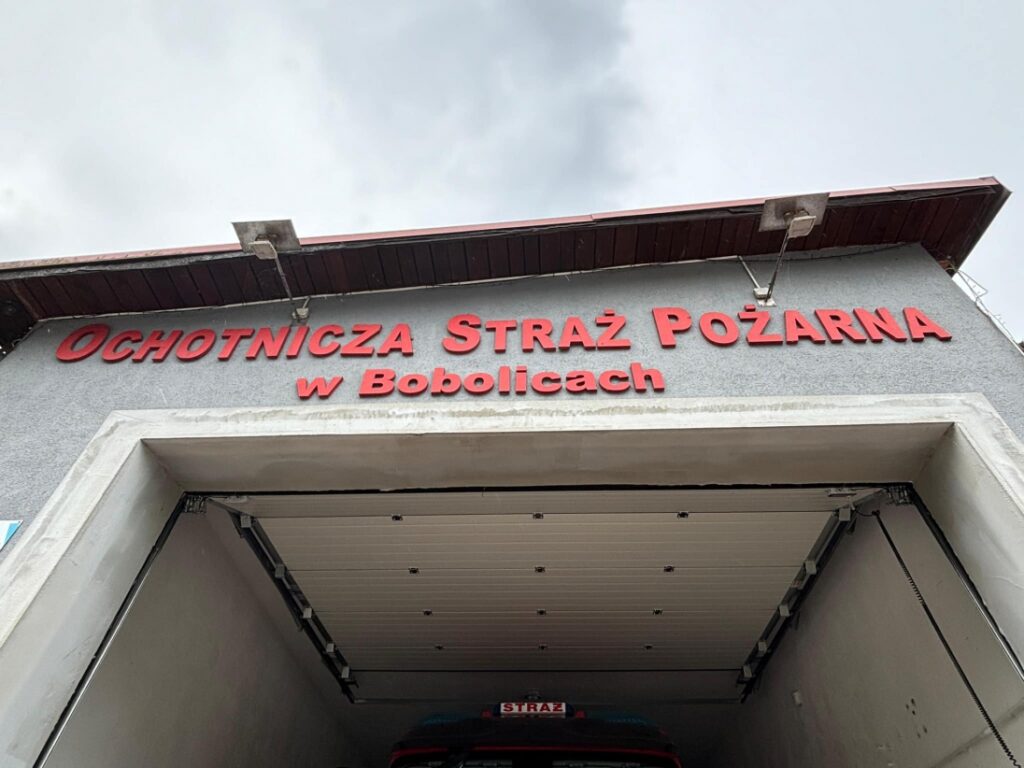 OCHOTNICZA STRAŻ POŻARNA
w Bobolicach
STRAŻ